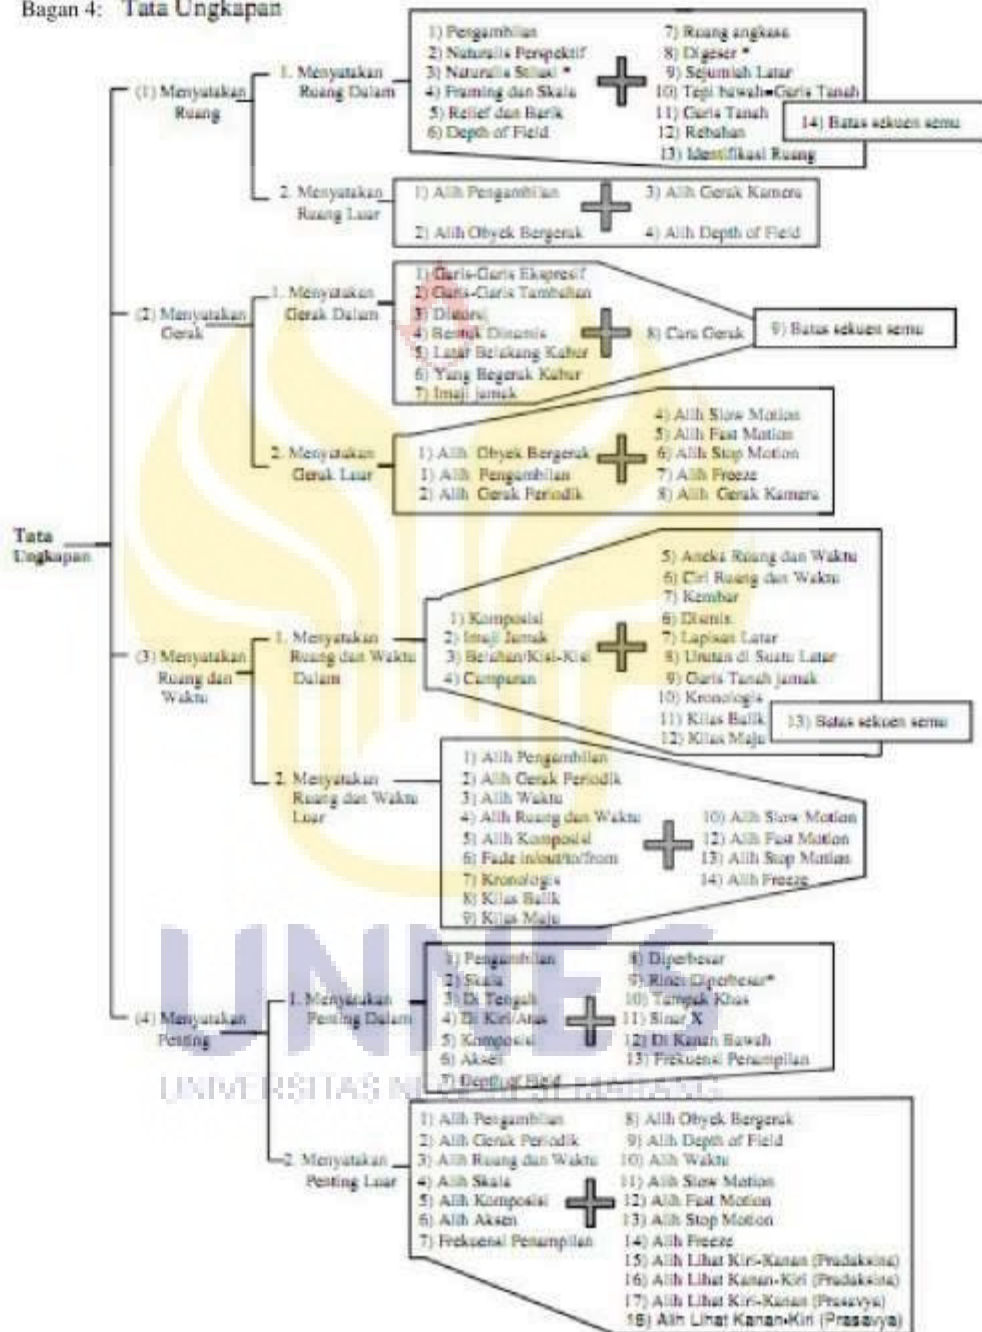 Bagan 4: Tata Ungkapan
Tata
Ungkapan
(1) Menyatakan
Ruang
1. Menyatakan
Ruang Dalam
1) Pengambilan
2) Naturalis Perspektif
3) Naturalis Stilasi *
4) Framing dan Skala
5) Relief dan Barik
6) Depth of Field
7) Ruang angkasa
8) Digeser *
9) Sejumlah Latar
10) Tepi bawah=Garis Tanah
11) Garis Tanah
12) Rebahan
13) Identifikasi Ruang
14) Batas sekuen semu
2. Menyatakan
Ruang Luar
1) Alih Pengambilan
2) Alih Obyek Bergerak
3) Alih Gerak Kamera
4) Alih Depth of Field
(2) Menyatakan
Gerak
1. Menyatakan
Gerak Dalam
1) Garis-Garis Ekspresif
2) Garis-Garis Tambahan
3) Distorsi
4) Bentuk Dinamis
5) Latar Belakang Kabur
6) Yang Begerak Kabur
7) Imaji jamak
8) Cara Gerak
9) Batas sekuen semu
2. Menyatakan
Gerak Luar
1) Alih Obyek Bergerak
1) Alih Pengambilan
2) Alih Gerak Periodik
4) Alih Slow Motion
5) Alih Fast Motion
6) Alih Stop Motion
7) Alih Freeze
8) Alih Gerak Kamera
(3) Menyatakan
Ruang dan
Waktu
1. Menyatakan
Ruang dan Waktu
Dalam
1) Komposisi
2) Imaji Jamak
3) Belahan/Kisi-Kisi
4) Campuran
5) Aneka Ruang dan Waktu
6) Ciri Ruang dan Waktu
7) Kembar
6) Dismix
7) Lapisan Latar
8) Urutan di Suatu Latar
9) Garis Tanah jamak
10) Kronologis
11) Kilas Balik
12) Kilas Maju
13) Batas sekuen semu
2. Menyatakan
Ruang dan Waktu
Luar
1) Alih Pengambilan
2) Alih Gerak Periodik
3) Alih Waktu
4) Alih Ruang dan Waktu
5) Alih Komposisi
6) Fade in/out/to/from
7) Kronologis
8) Kilas Balik
9) Kilas Maju
10) Alih Slow Motion
12) Alih Fast Motion
13) Alih Stop Motion
14) Alih Freeze
(4) Menyatakan
Penting
1. Menyatakan
Penting Dalam
1) Pengambilan
2) Skala
3) Di Tengah
4) Di Kiri/Atas
5) Komposisi
6) Aksen
7) Depth of Field
8) Diperbesar
9) Rinci Diperbesar*
10) Tampak Khas
11) Sinar X
12) Di Kanan Bawah
13) Frekuensi Penampilan
2. Menyatakan
Penting Luar
1) Alih Pengambilan
2) Alih Gerak Periodik
3) Alih Ruang dan Waktu
4) Alih Skala
5) Alih Komposisi
6) Alih Aksen
7) Frekuensi Penampilan
8) Alih Obyek Bergerak
9) Alih Depth of Field
10) Alih Waktu
11) Alih Slow Motion
12) Alih Fast Motion
13) Alih Stop Motion
14) Alih Freeze
15) Alih Lihat Kiri-Kanan (Pradaksina)
16) Alih Lihat Kanan-Kiri (Pradaksina)
17) Alih Lihat Kiri-Kanan (Prasavya)
18) Alih Lihat Kanan-Kiri (Prasavya)
UNNES
UNIVERSITAS NEGERI SEMARANG